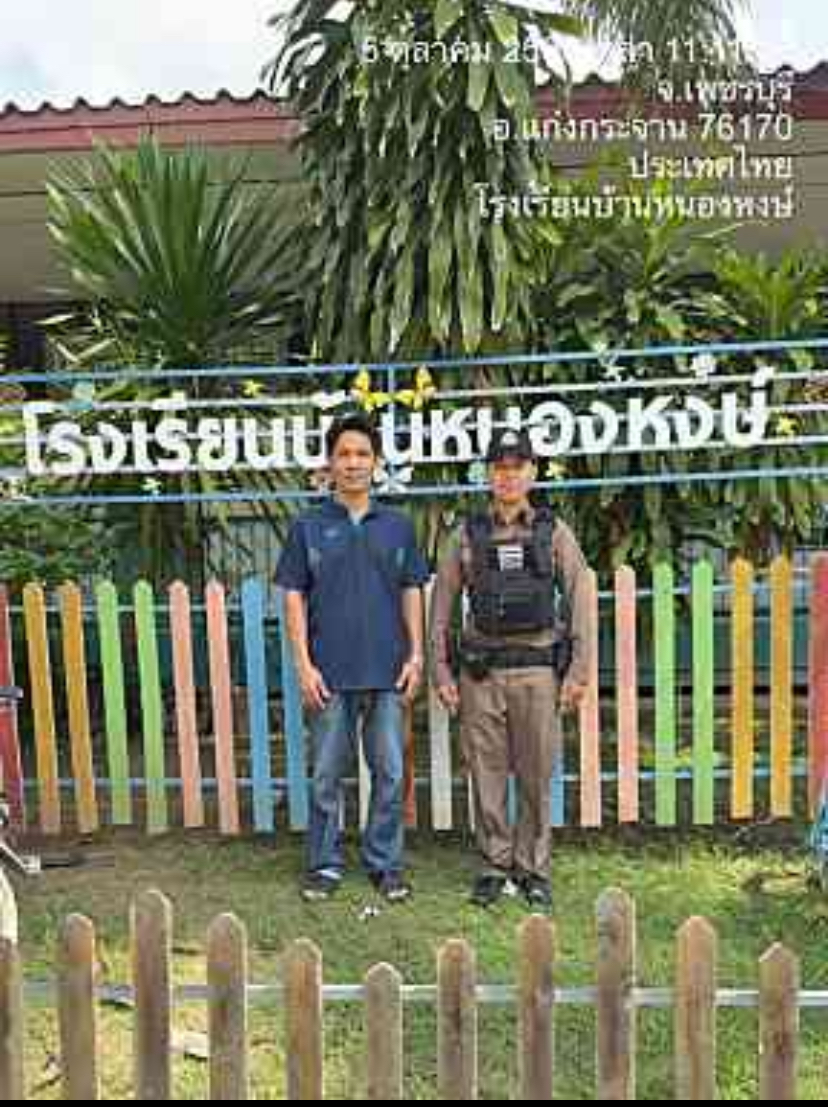 5 ตุลาคม
จ.เพชรบุรี
อ.แก่งกระจาน 76170
ประเทศไทย
โรงเรียนบ้านหนองหงษ์
โรงเรียนบ้านหนองหงษ์